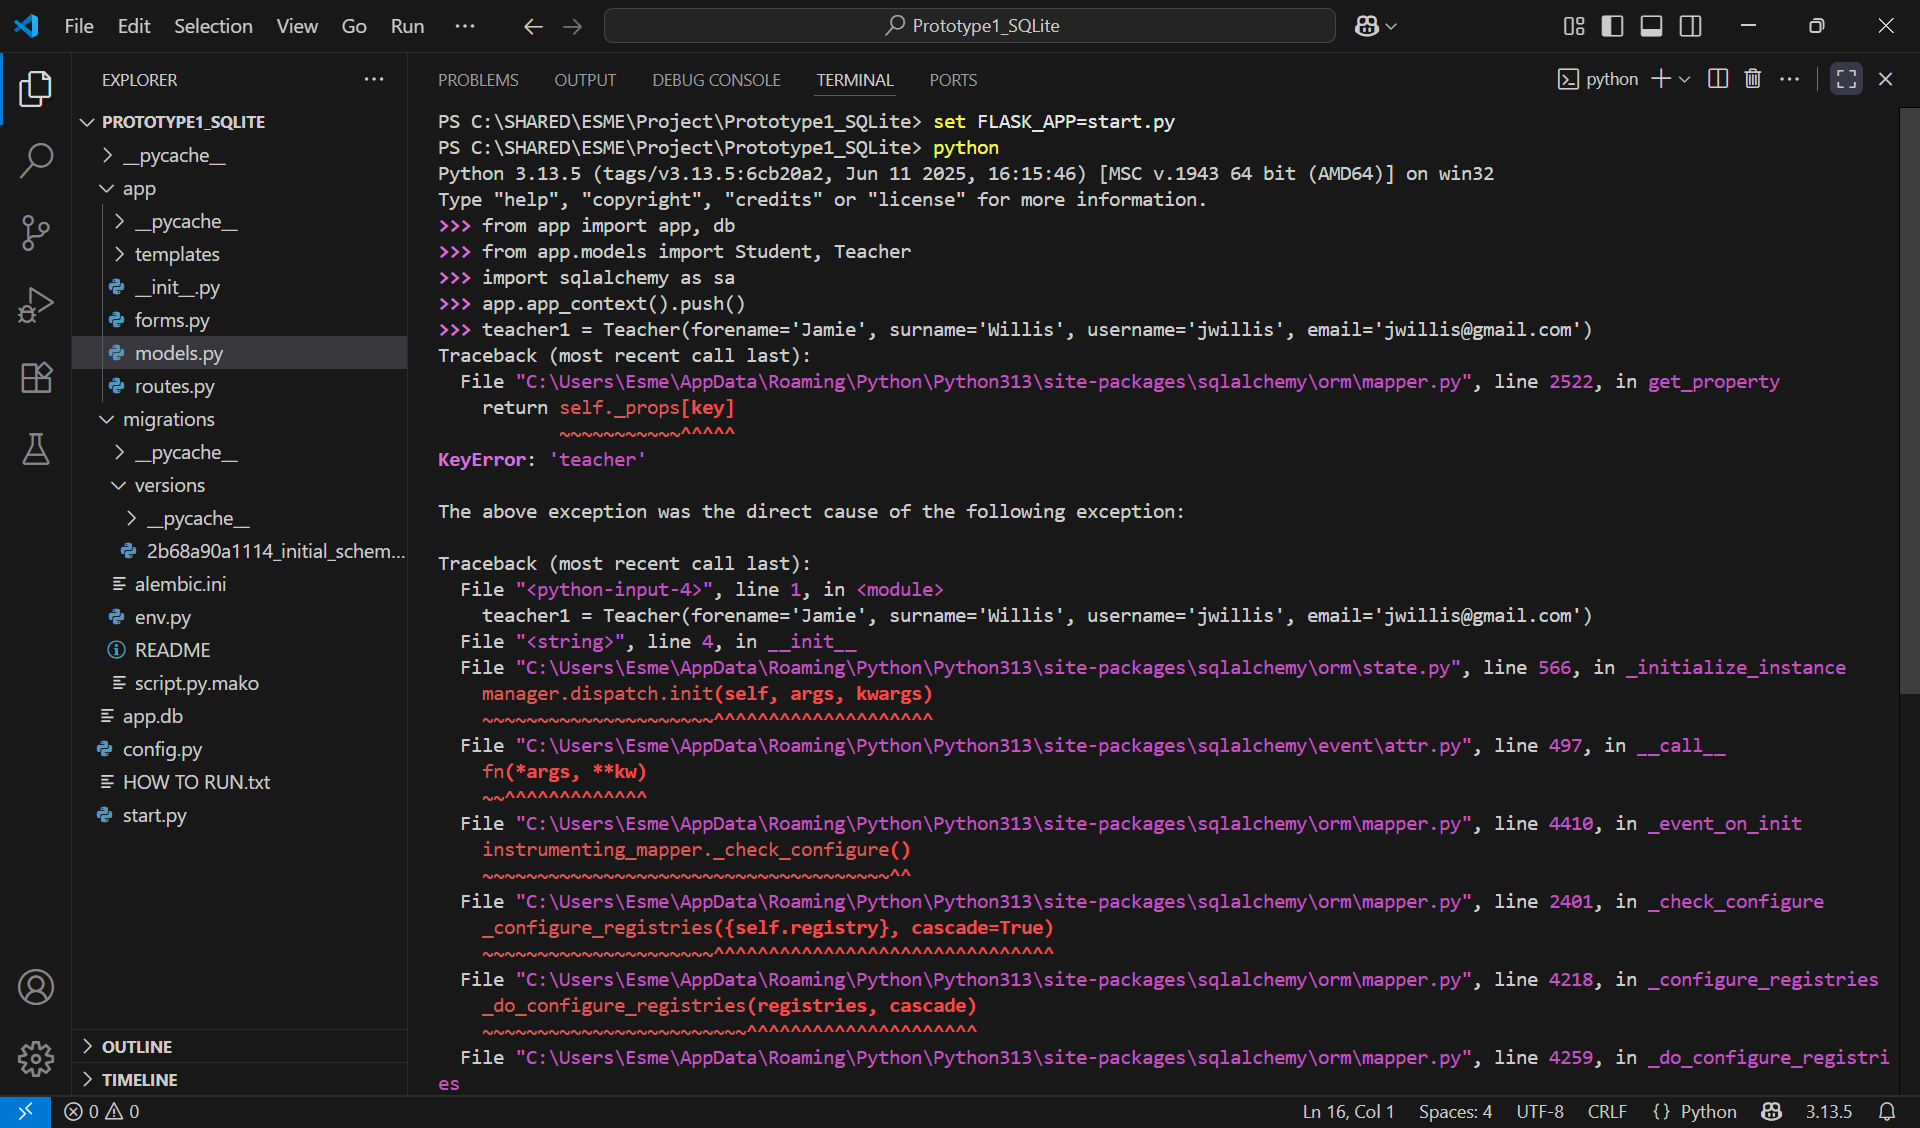 File Edit Selection View Go Run ··· Prototype1_SQLite
EXPLORER ···
PROTOTYPE1_SQLITE
__pycache__
app
__pycache__
templates
__init__.py
forms.py
models.py
routes.py
migrations
__pycache__
versions
__pycache__
2b68a90a1114_initial_schem...
alembic.ini
env.py
README
script.py.mako
app.db
config.py
HOW TO RUN.txt
start.py
OUTLINE
TIMELINE
PROBLEMS OUTPUT DEBUG CONSOLE TERMINAL PORTS python
PS C:\SHARED\ESME\Project\Prototype1_SQLite> set FLASK_APP=start.py
PS C:\SHARED\ESME\Project\Prototype1_SQLite> python
Python 3.13.5 (tags/v3.13.5:6cb20a2, Jun 11 2025, 16:15:46) [MSC v.1943 64 bit (AMD64)] on win32
Type "help", "copyright", "credits" or "license" for more information.
>>> from app import app, db
>>> from app.models import Student, Teacher
>>> import sqlalchemy as sa
>>> app.app_context().push()
>>> teacher1 = Teacher(forename='Jamie', surname='Willis', username='jwillis', email='jwillis@gmail.com')
Traceback (most recent call last):
  File "C:\Users\Esme\AppData\Roaming\Python\Python313\site-packages\sqlalchemy\orm\mapper.py", line 2522, in get_property
    return self._props[key]
           ~~~~~~~~~~~^^^^^
KeyError: 'teacher'
The above exception was the direct cause of the following exception:
Traceback (most recent call last):
  File "<python-input-4>", line 1, in <module>
    teacher1 = Teacher(forename='Jamie', surname='Willis', username='jwillis', email='jwillis@gmail.com')
  File "<string>", line 4, in __init__
  File "C:\Users\Esme\AppData\Roaming\Python\Python313\site-packages\sqlalchemy\orm\state.py", line 566, in _initialize_instance
    manager.dispatch.init(self, args, kwargs)
    ~~~~~~~~~~~~~~~~~~~~~^^^^^^^^^^^^^^^^^^^^
  File "C:\Users\Esme\AppData\Roaming\Python\Python313\site-packages\sqlalchemy\event\attr.py", line 497, in __call__
    fn(*args, **kw)
    ~~^^^^^^^^^^^^^
  File "C:\Users\Esme\AppData\Roaming\Python\Python313\site-packages\sqlalchemy\orm\mapper.py", line 4410, in _event_on_init
    instrumenting_mapper._check_configure()
    ~~~~~~~~~~~~~~~~~~~~~~~~~~~~~~~~~~~~~^^
  File "C:\Users\Esme\AppData\Roaming\Python\Python313\site-packages\sqlalchemy\orm\mapper.py", line 2401, in _check_configure
    _configure_registries({self.registry}, cascade=True)
    ~~~~~~~~~~~~~~~~~~~~~^^^^^^^^^^^^^^^^^^^^^^^^^^^^^^^
  File "C:\Users\Esme\AppData\Roaming\Python\Python313\site-packages\sqlalchemy\orm\mapper.py", line 4218, in _configure_registries
    _do_configure_registries(registries, cascade)
    ~~~~~~~~~~~~~~~~~~~~~~~~^^^^^^^^^^^^^^^^^^^^^
  File "C:\Users\Esme\AppData\Roaming\Python\Python313\site-packages\sqlalchemy\orm\mapper.py", line 4259, in _do_configure_registri
es
0 0 Ln 16, Col 1 Spaces: 4 UTF-8 CRLF {} Python 3.13.5